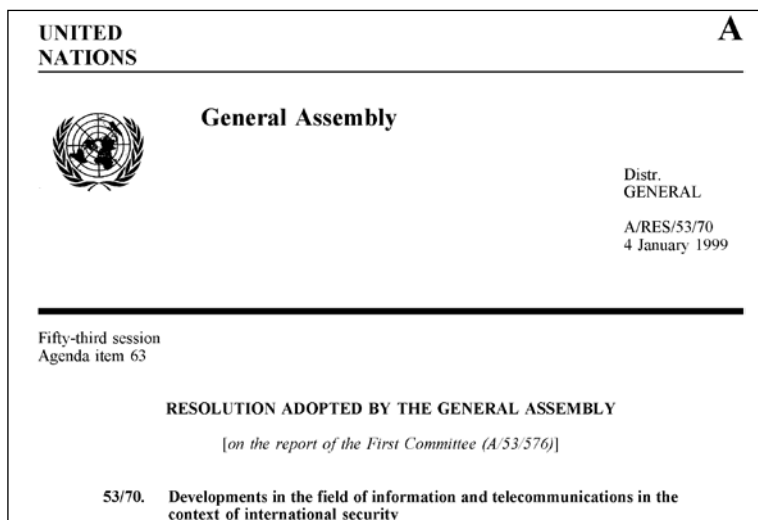 UNITED
NATIONS
A
General Assembly
Distr.
GENERAL
A/RES/53/70
4 January 1999
Fifty-third session
Agenda item 63
RESOLUTION ADOPTED BY THE GENERAL ASSEMBLY
[on the report of the First Committee (A/53/576)]
53/70. Developments in the field of information and telecommunications in the
context of international security